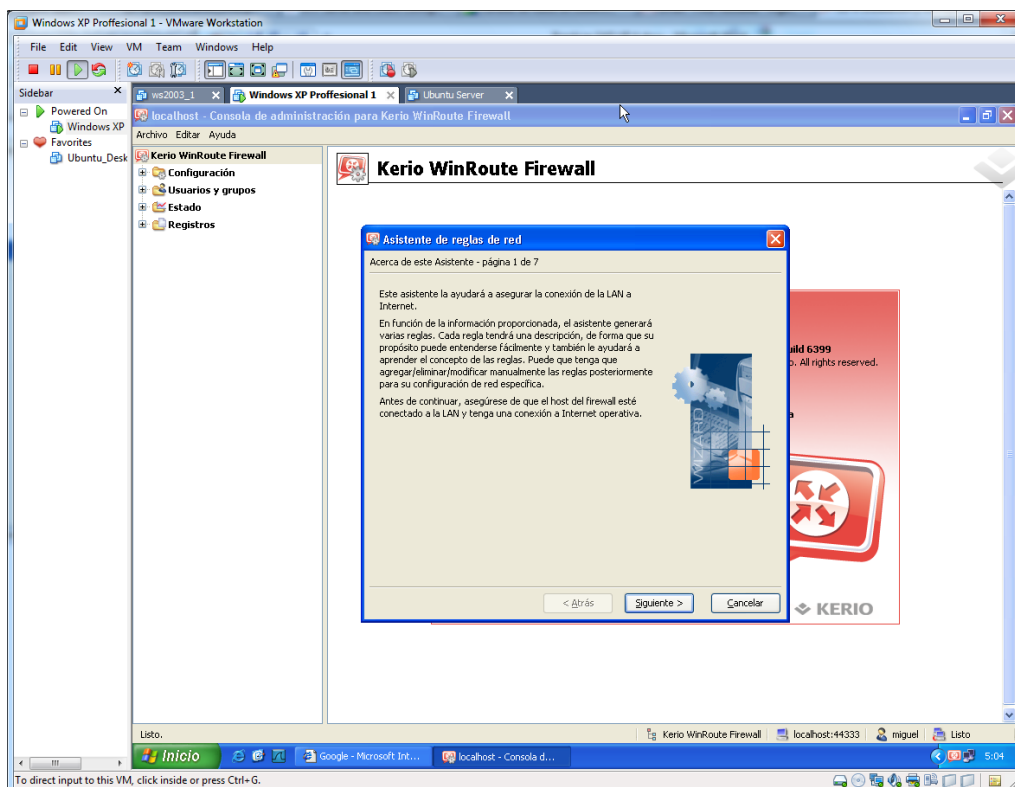 Windows XP Proffesional 1 - VMware Workstation
File Edit View VM Team Windows Help
Sidebar ×
ws2003_1 × Windows XP Proffesional 1 × Ubuntu Server ×
Powered On
Windows XP
Favorites
Ubuntu_Desk
localhost - Consola de administración para Kerio WinRoute Firewall
Archivo Editar Ayuda
Kerio WinRoute Firewall
Configuración
Usuarios y grupos
Estado
Registros
Kerio WinRoute Firewall
Asistente de reglas de red
Acerca de este Asistente - página 1 de 7
Este asistente la ayudará a asegurar la conexión de la LAN a
Internet.
En función de la información proporcionada, el asistente generará
varias reglas. Cada regla tendrá una descripción, de forma que su
propósito puede entenderse fácilmente y también le ayudará a
aprender el concepto de las reglas. Puede que tenga que
agregar/eliminar/modificar manualmente las reglas posteriormente
para su configuración de red específica.
Antes de continuar, asegúrese de que el host del firewall esté
conectado a la LAN y tenga una conexión a Internet operativa.
WIZARD
< Atrás Siguiente > Cancelar
uild 6399
o. All rights reserved.
a
KERIO
Listo. Kerio WinRoute Firewall localhost:44333 miguel Listo
Inicio Google - Microsoft Int... localhost - Consola d... 5:04
To direct input to this VM, click inside or press Ctrl+G.